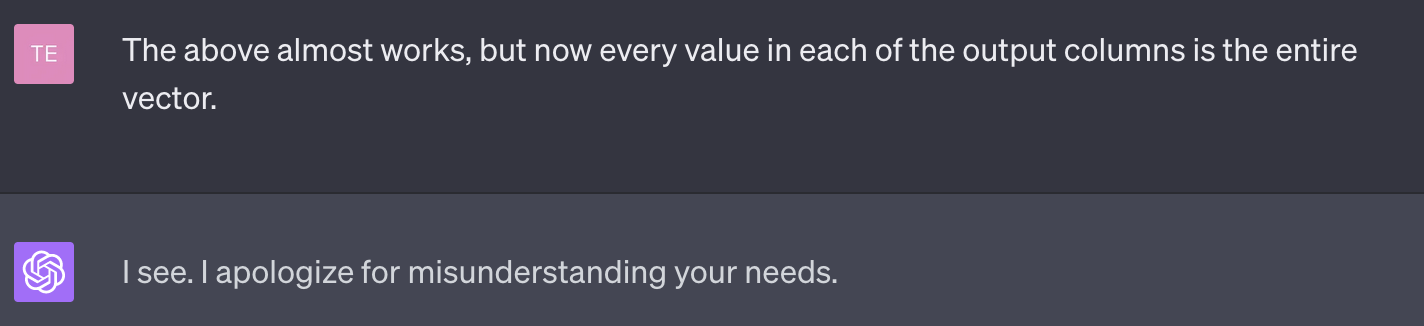 TE
The above almost works, but now every value in each of the output columns is the entire
vector.
I see. I apologize for misunderstanding your needs.